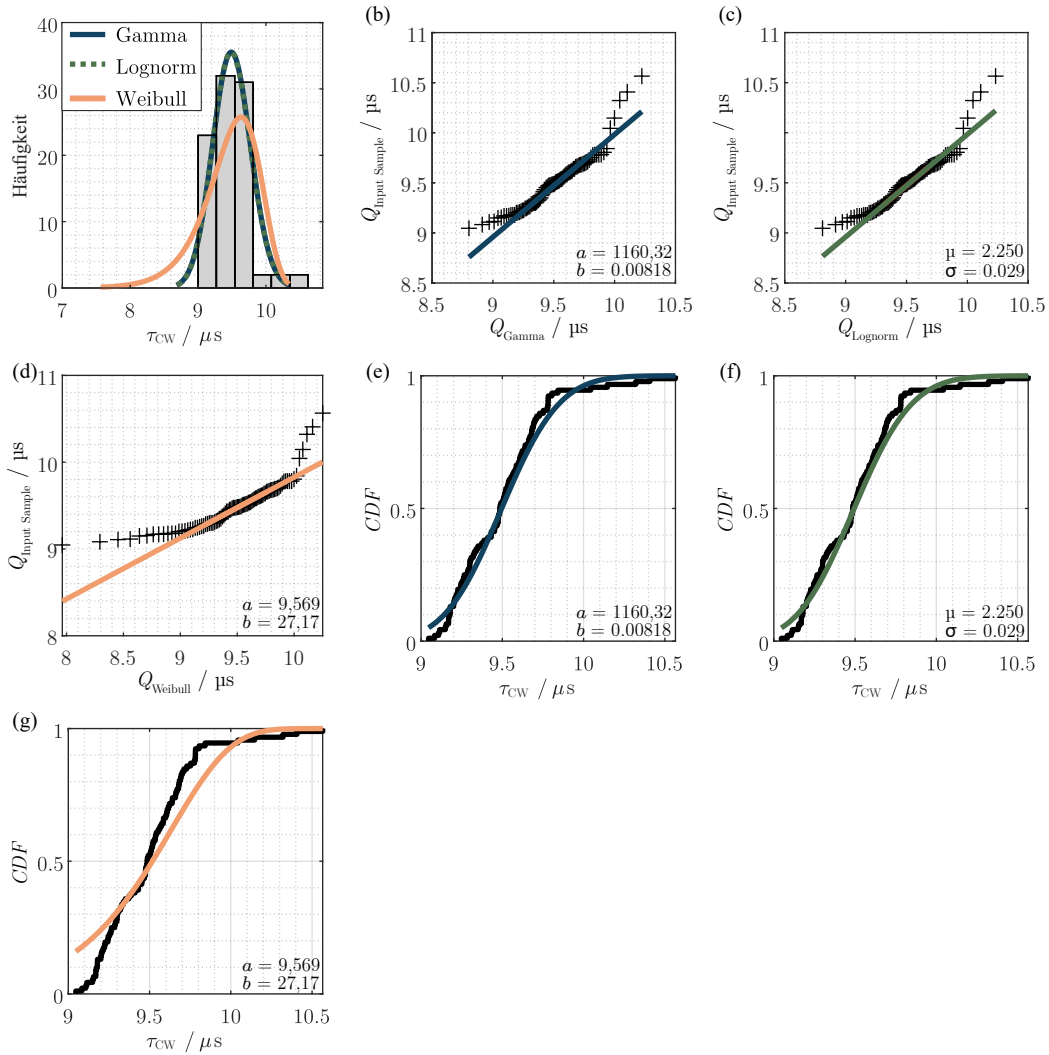 (b)
(c)
40
30
20
10
0
Häufigkeit
Gamma
Lognorm
Weibull
7
8
9
10
τCW / μs
11
10.5
10
9.5
9
8.5
QInput Sample / µs
a = 1160,32
b = 0.00818
8.5
9
9.5
10
10.5
QGamma / µs
11
10.5
10
9.5
9
8.5
QInput Sample / µs
µ = 2.250
σ = 0.029
8.5
9
9.5
10
10.5
QLognorm / µs
(d)
11
10
9
8
QInput Sample / µs
a = 9,569
b = 27,17
8
8.5
9
9.5
10
QWeibull / µs
(e)
1
0.5
0
CDF
a = 1160,32
b = 0.00818
9
9.5
10
10.5
τCW / μs
(f)
1
0.5
0
CDF
µ = 2.250
σ = 0.029
9
9.5
10
10.5
τCW / μs
(g)
1
0.5
0
CDF
a = 9,569
b = 27,17
9
9.5
10
10.5
τCW / μs